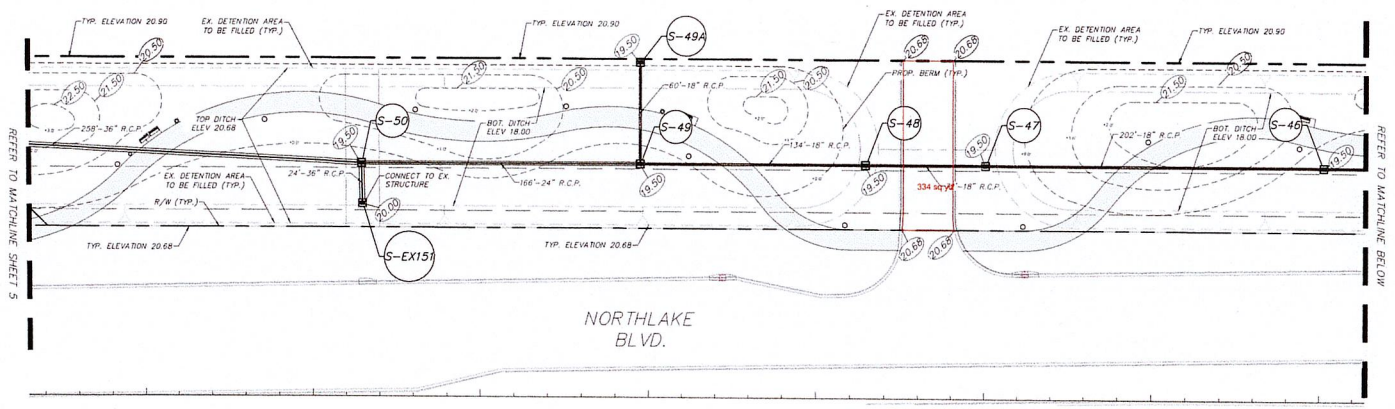 TYP. ELEVATION 20.90
EX. DETENTION AREA
TO BE FILLED (TYP.)
TYP. ELEVATION 20.90
S-49A
EX. DETENTION AREA
TO BE FILLED (TYP.)
EX. DETENTION AREA
TO BE FILLED (TYP.)
TYP. ELEVATION 20.90
20.50
21.50
22.50
21.50
20.50
19.50
21.50
20.50
20.68
20.68
PROP. BERM (TYP.)
21.50
20.50
60'-18" R.C.P.
TOP DITCH
ELEV 20.68
S-50
BOT. DITCH
ELEV 18.00
S-49
S-48
S-47
BOT. DITCH
ELEV 18.00
S-46
258'-36" R.C.P.
19.50
134'-18" R.C.P.
19.50
202'-18" R.C.P.
19.50
EX. DETENTION AREA
TO BE FILLED (TYP.)
24'-36" R.C.P.
CONNECT TO EX.
STRUCTURE
166'-24" R.C.P.
19.50
19.50
334 sq yd
'-18" R.C.P.
R/W (TYP.)
20.00
TYP. ELEVATION 20.68
S-EX151
TYP. ELEVATION 20.68
20.68
20.68
REFER TO MATCHLINE SHEET 5
REFER TO MATCHLINE BELOW
NORTHLAKE
BLVD.